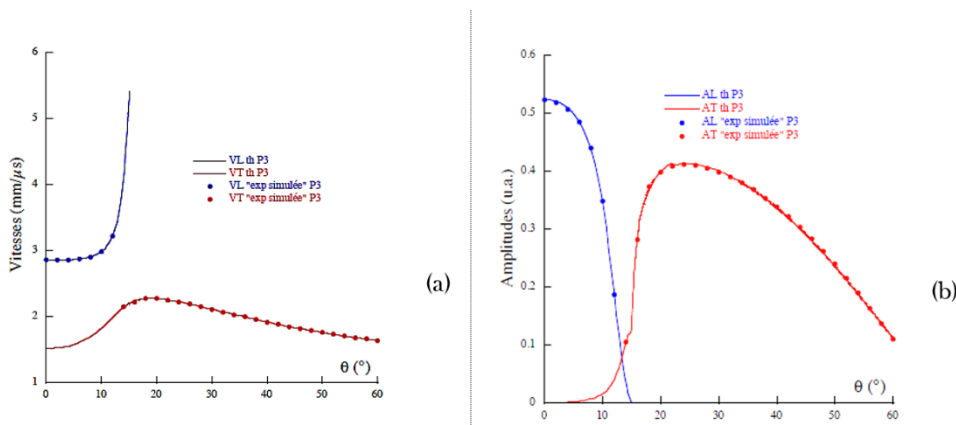 6
5
4
3
2
1
Vitesses (mm/µs)
VL th P3
VT th P3
VL "exp simulée" P3
VT "exp simulée" P3
(a)
θ (°)
0 10 20 30 40 50 60
0.6
0.5
0.4
0.3
0.2
0.1
0
Amplitudes (u.a.)
AL th P3
AT th P3
AL "exp simulée" P3
AT "exp simulée" P3
(b)
θ (°)
0 10 20 30 40 50 60